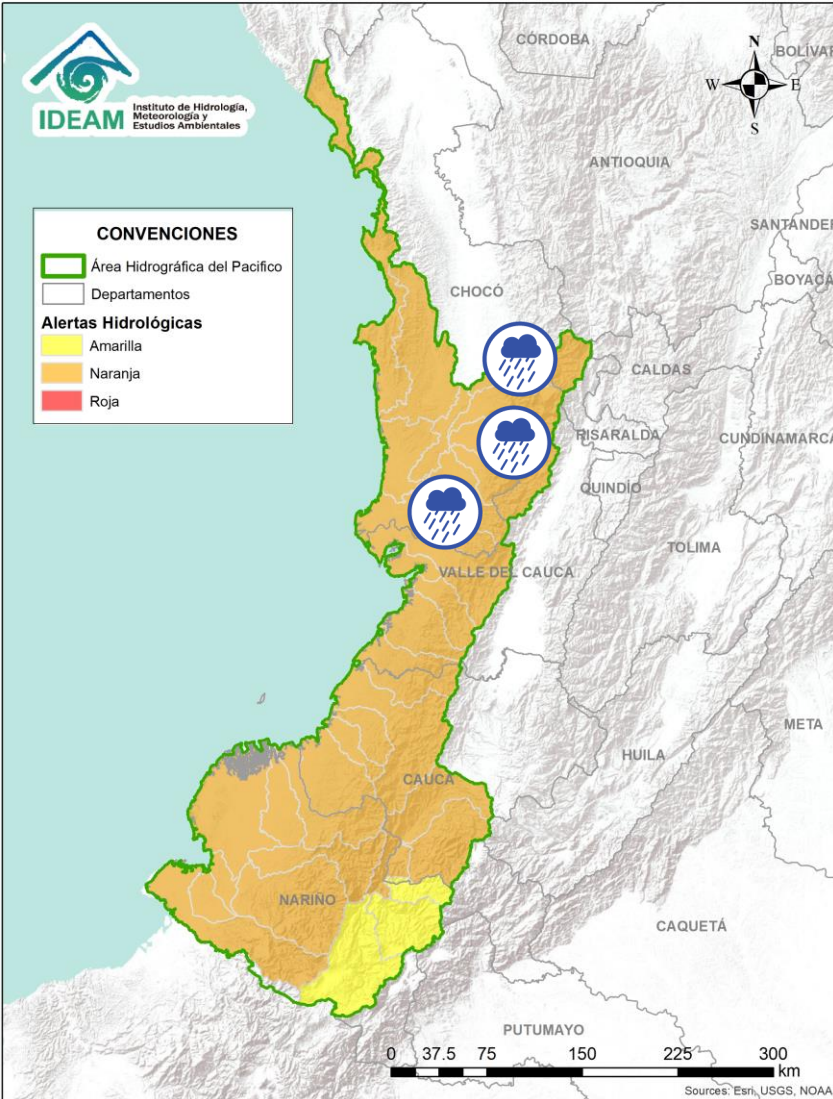 IDEAM
Instituto de Hidrología,
Meteorología y
Estudios Ambientales
N
W
E
S
CONVENCIONES
Área Hidrográfica del Pacifico
Departamentos
Alertas Hidrológicas
Amarilla
Naranja
Roja
CÓRDOBA
BOLÍVAR
ANTIOQUIA
SANTANDER
BOYACÁ
CHOCÓ
CALDAS
RISARALDA
CUNDINAMARCA
QUINDÍO
TOLIMA
VALLE DEL CAUCA
META
HUILA
CAUCA
NARIÑO
CAQUETÁ
PUTUMAYO
0 37.5 75 150 225 300
km
Sources: Esri, USGS, NOAA